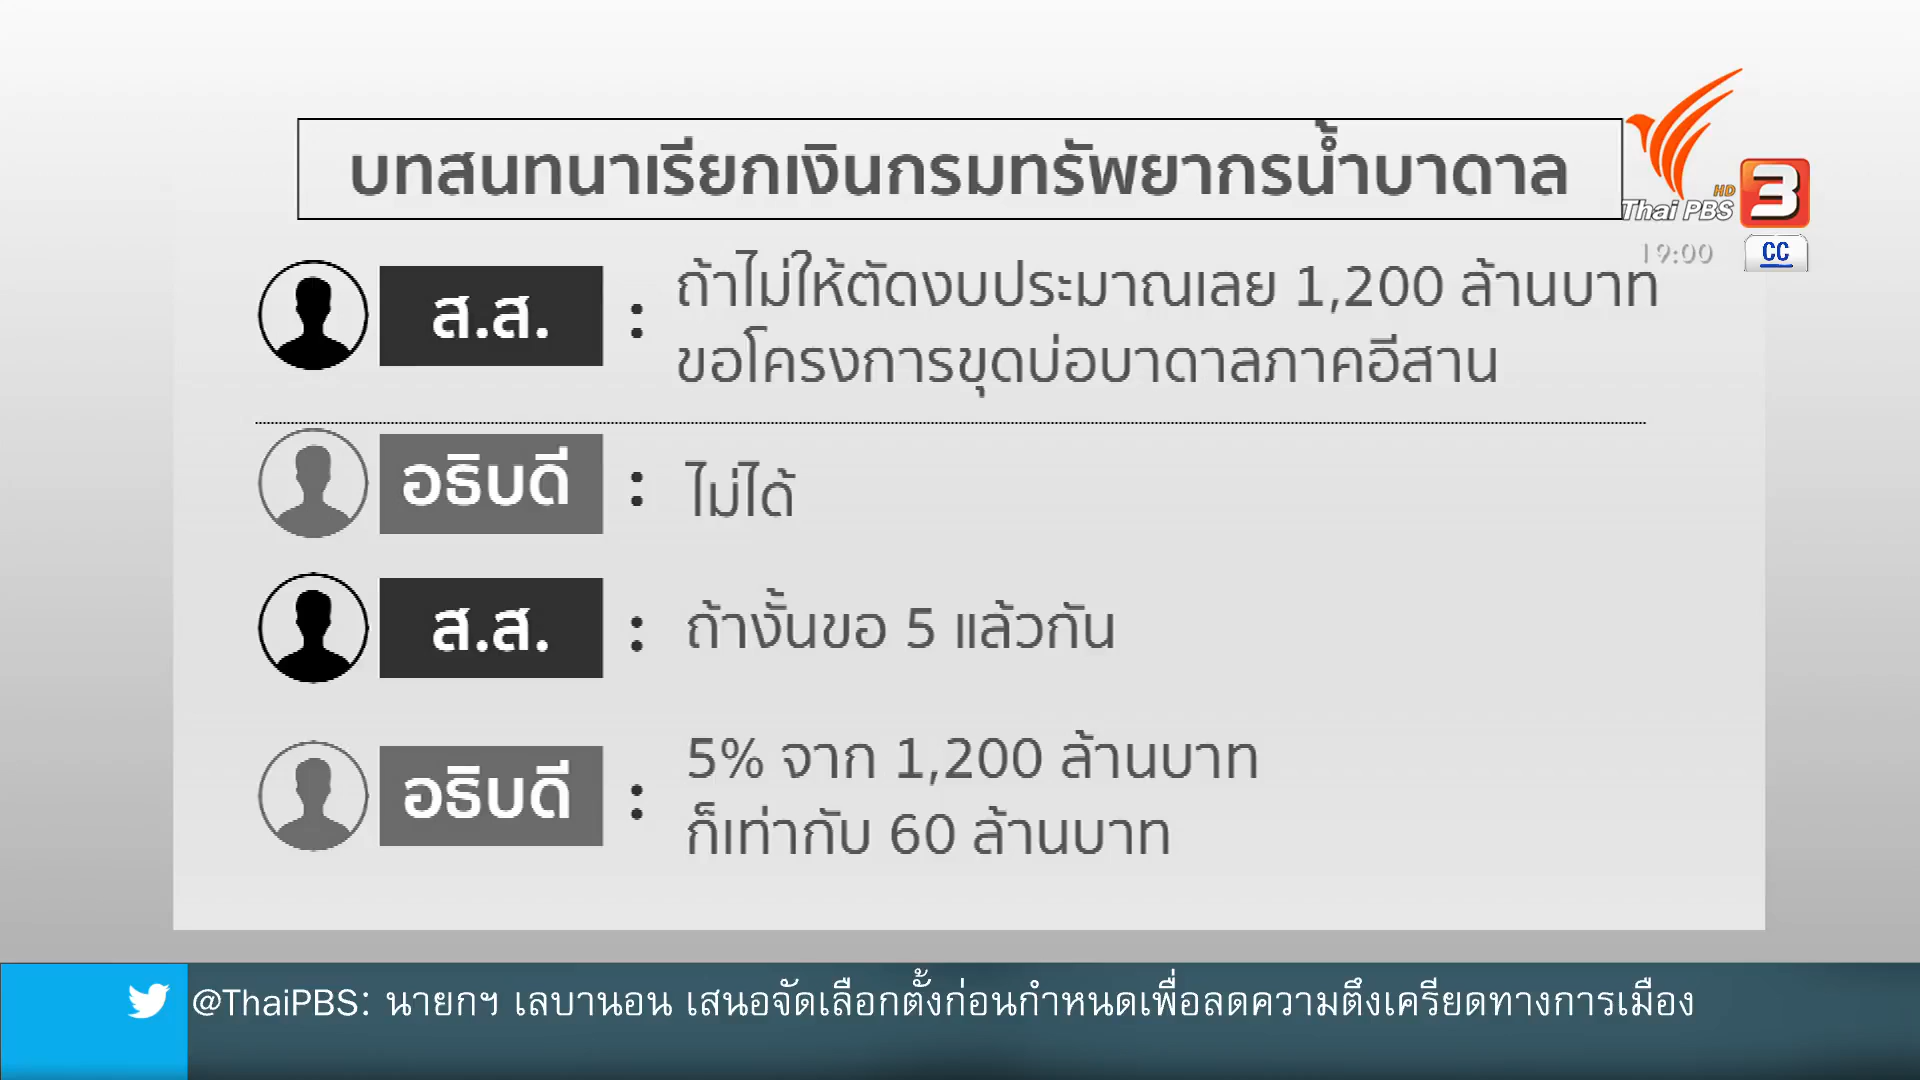 บทสนทนาเรียกเงินกรมทรัพยากรน้ำบาดาล
HD
Thai PBS 3
19:00
CC
ส.ส. : ถ้าไม่ให้ตัดงบประมาณเลย 1,200 ล้านบาท
ขอโครงการขุดบ่อบาดาลภาคอีสาน
อธิบดี : ไม่ได้
ส.ส. : ถ้างั้นขอ 5 แล้วกัน
อธิบดี : 5% จาก 1,200 ล้านบาท
ก็เท่ากับ 60 ล้านบาท
@ThaiPBS: นายกฯ เลบานอน เสนอจัดเลือกตั้งก่อนกำหนดเพื่อลดความตึงเครียดทางการเมือง